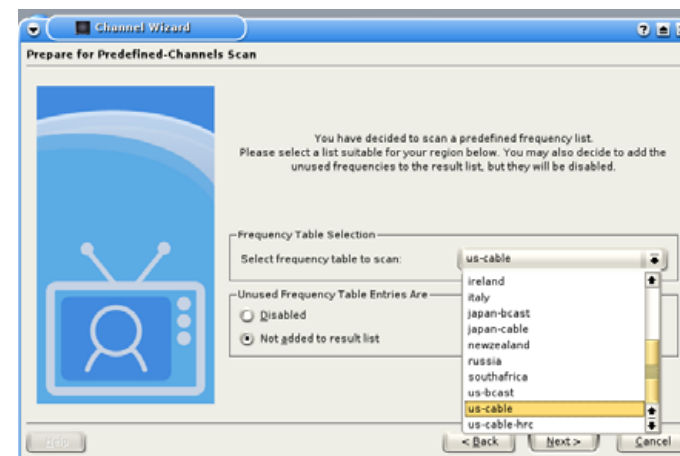 Channel Wizard
Prepare for Predefined-Channels Scan
You have decided to scan a predefined frequency list.
Please select a list suitable for your region below. You may also decide to add the
unused frequencies to the result list, but they will be disabled.
Frequency Table Selection
Select frequency table to scan:
us-cable
ireland
italy
japan-bcast
japan-cable
newzealand
russia
southafrica
us-bcast
us-cable
us-cable-hrc
Unused Frequency Table Entries Are
Disabled
Not added to result list
Help
< Back
Next >
Cancel